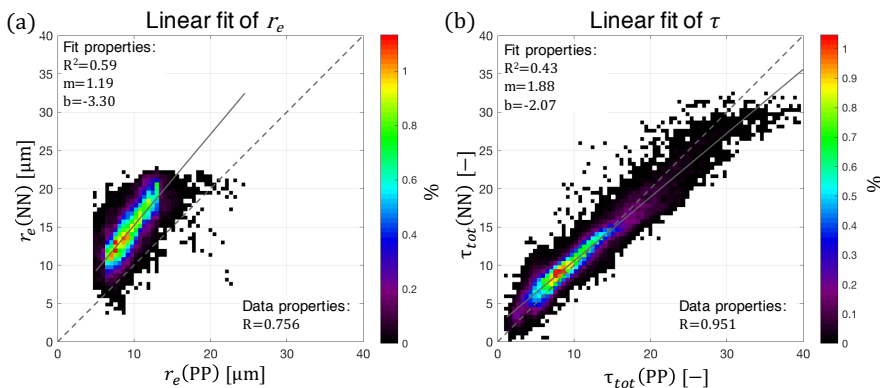 (a)
Linear fit of r_e
Fit properties:
R²=0.59
m=1.19
b=-3.30
Data properties:
R=0.756
40
35
30
25
20
15
10
5
0
0 10 20 30 40
r_e(NN) [μm]
r_e(PP) [μm]
1.2
1
0.8
0.6
0.4
0.2
0
%
(b)
Linear fit of τ
Fit properties:
R²=0.43
m=1.88
b=-2.07
Data properties:
R=0.951
40
35
30
25
20
15
10
5
0
0 10 20 30 40
τ_tot(NN) [−]
τ_tot(PP) [−]
1
0.9
0.8
0.7
0.6
0.5
0.4
0.3
0.2
0.1
0
%